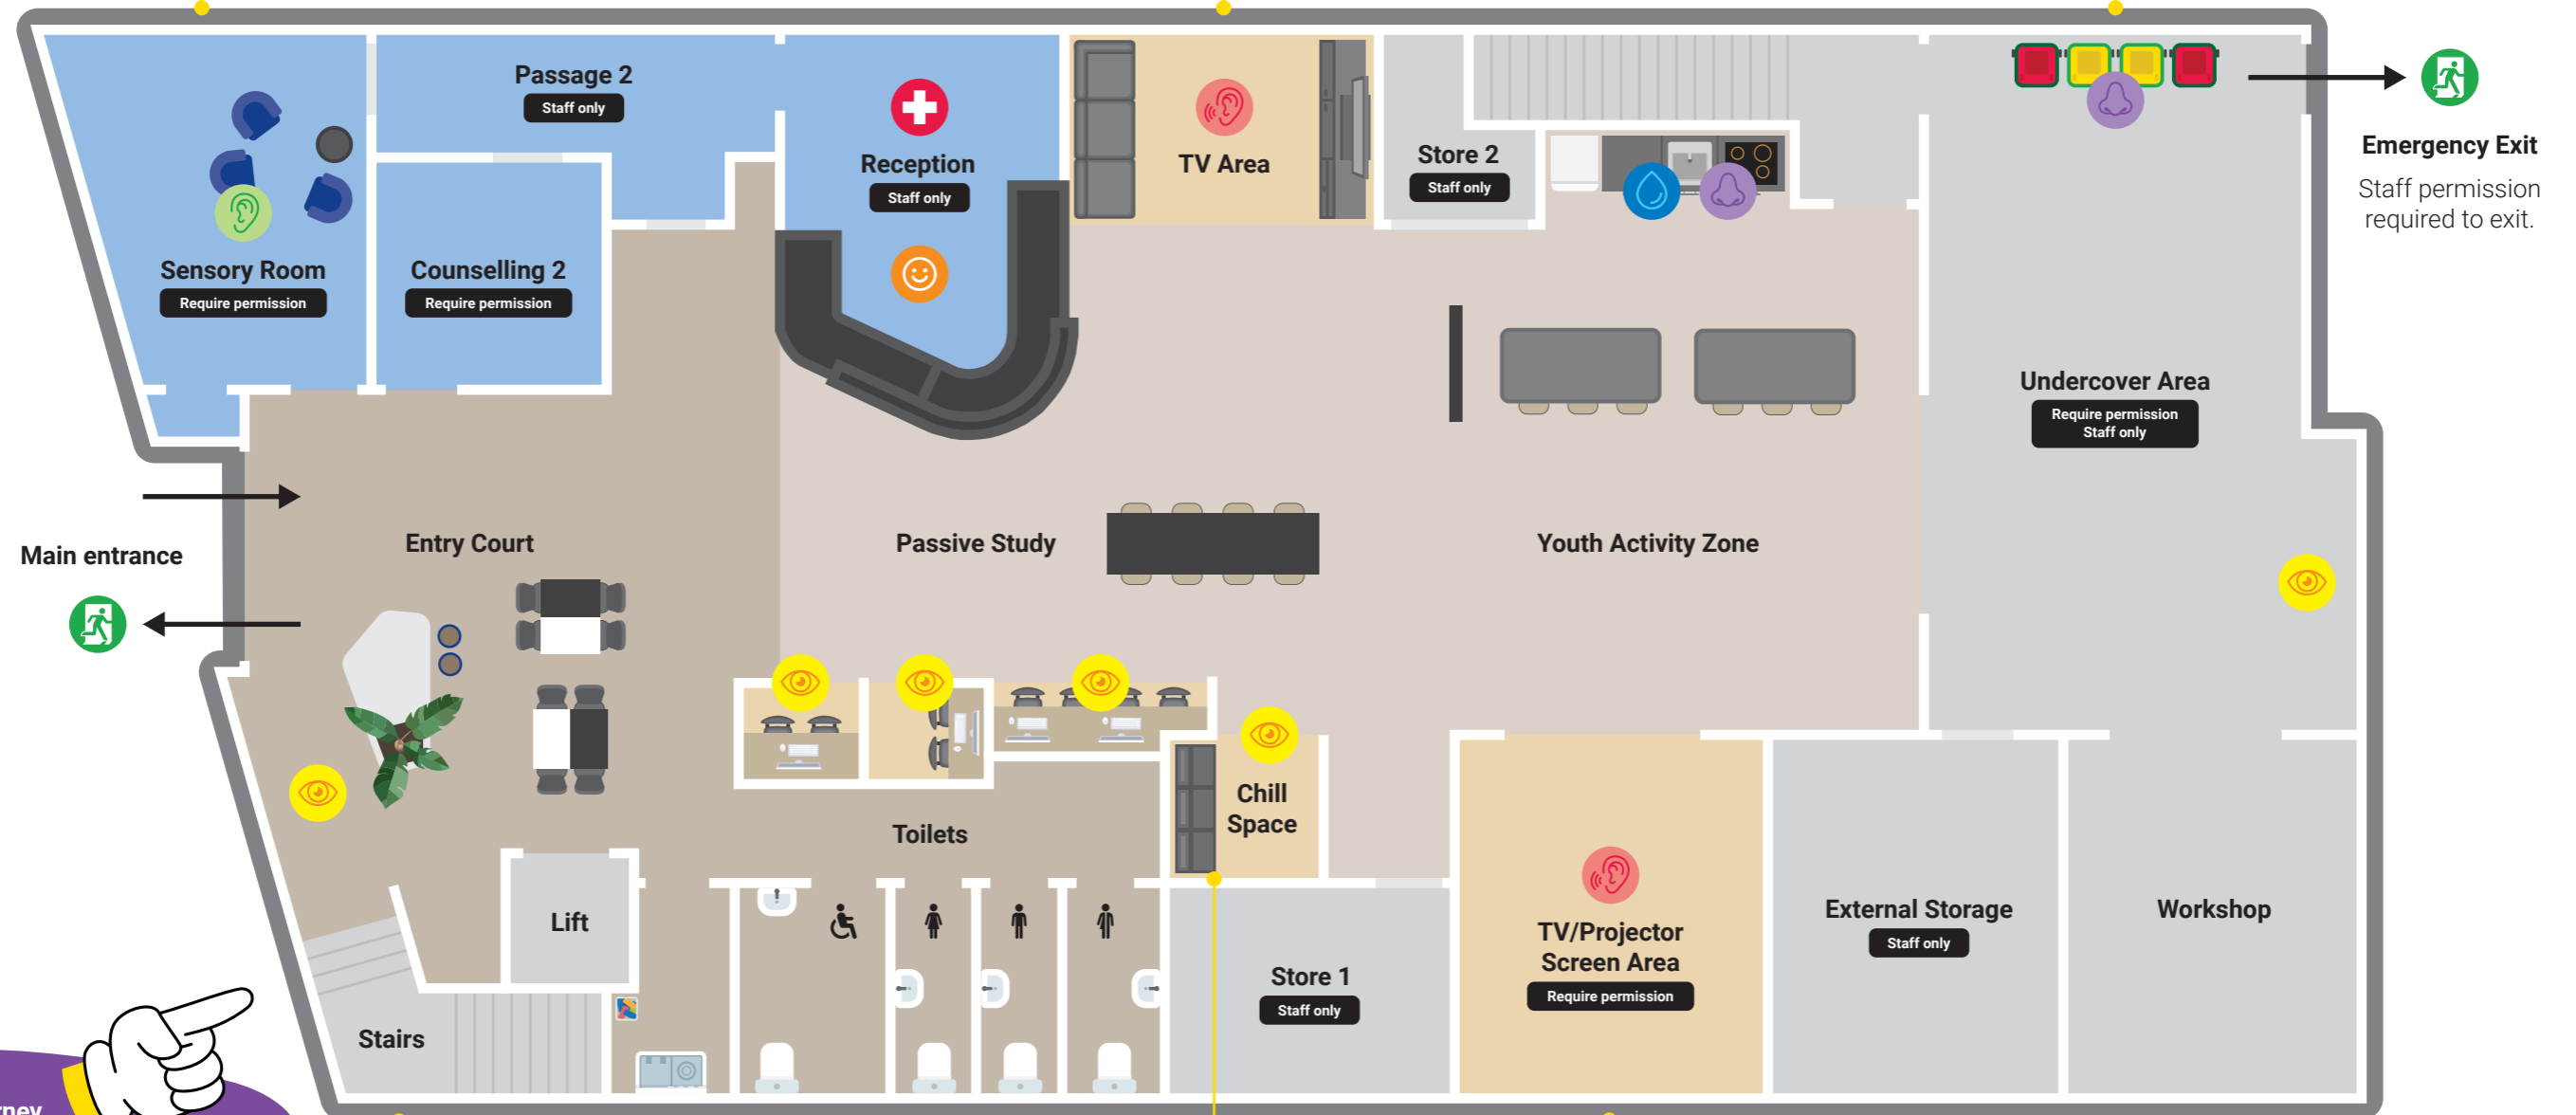 Passage 2
Staff only
Reception
Staff only
TV Area
Store 2
Staff only
Emergency Exit
Staff permission
required to exit.
Sensory Room
Require permission
Counselling 2
Require permission
Undercover Area
Require permission
Staff only
Main entrance
Entry Court
Passive Study
Youth Activity Zone
Chill
Space
Toilets
Lift
Stairs
Store 1
Staff only
TV/Projector
Screen Area
Require permission
External Storage
Staff only
Workshop